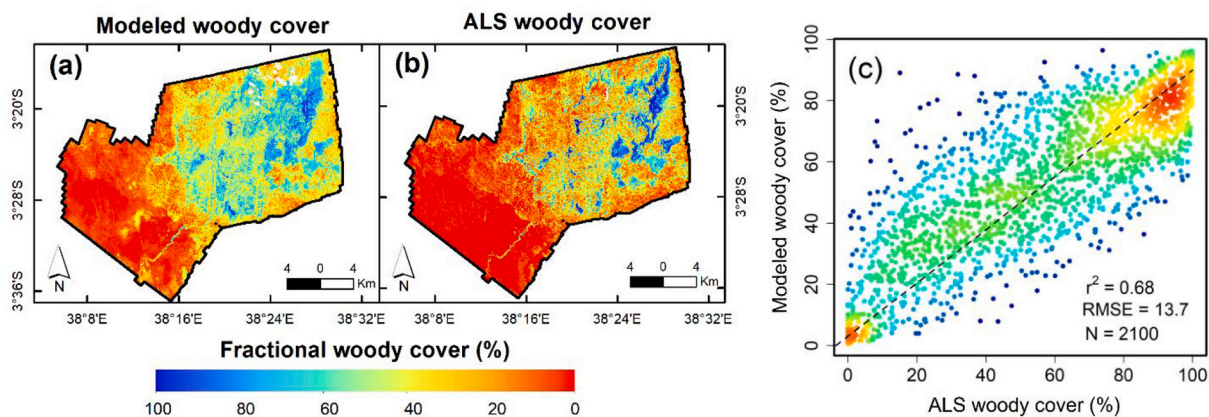 Modeled woody cover
ALS woody cover
(a)
(b)
3°20'S
3°28'S
3°36'S
38°8'E
38°16'E
38°24'E
38°32'E
38°8'E
38°16'E
38°24'E
38°32'E
3°20'S
3°28'S
N
4 0 4
Km
N
4 0 4
Km
Fractional woody cover (%)
100 80 60 40 20 0
(c)
Modeled woody cover (%)
100
80
60
40
20
0
r² = 0.68
RMSE = 13.7
N = 2100
0 20 40 60 80 100
ALS woody cover (%)